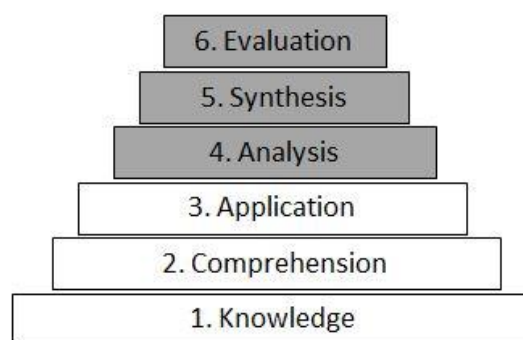 6. Evaluation
5. Synthesis
4. Analysis
3. Application
2. Comprehension
1. Knowledge